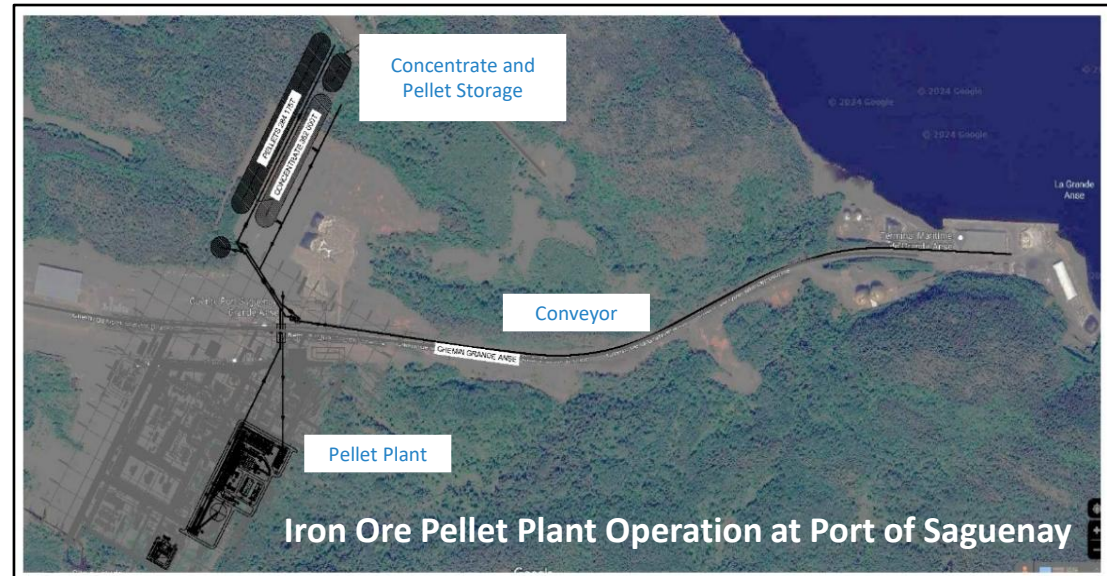 Concentrate and
Pellet Storage
© 2024 Google
© 2024 Google
© 2024 Google
La Grande
Anse
Terminal Maritime
de Grande Anse
Conveyor
CHEMIN GRANDE ANSE
Pellet Plant
Iron Ore Pellet Plant Operation at Port of Saguenay
Google